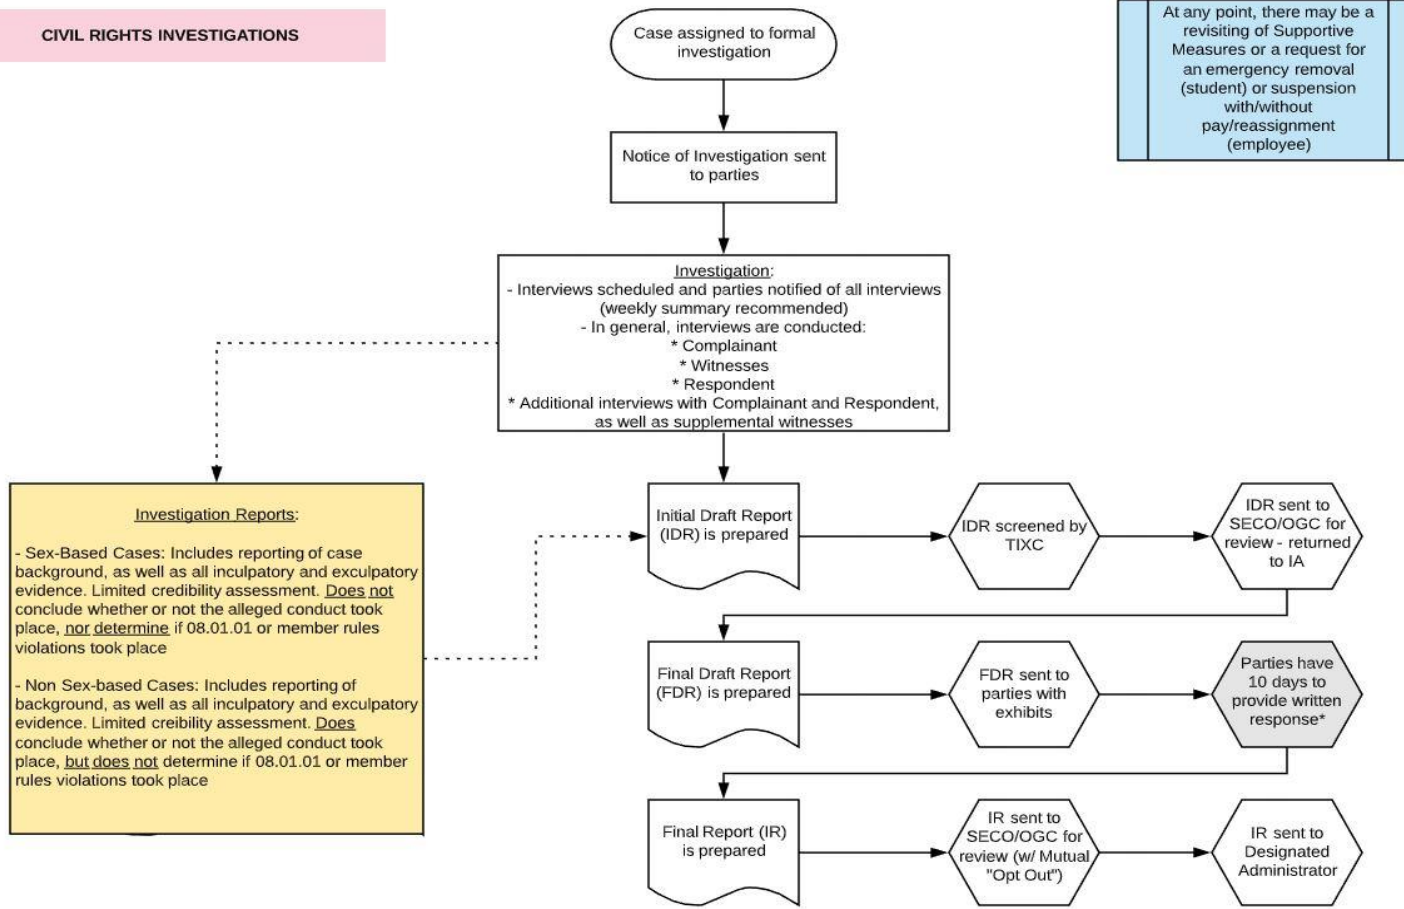 CIVIL RIGHTS INVESTIGATIONS
Case assigned to formal
investigation
At any point, there may be a
revisiting of Supportive
Measures or a request for
an emergency removal
(student) or suspension
with/without
pay/reassignment
(employee)
Notice of Investigation sent
to parties
Investigation:
- Interviews scheduled and parties notified of all interviews
(weekly summary recommended)
- In general, interviews are conducted:
* Complainant
* Witnesses
* Respondent
* Additional interviews with Complainant and Respondent,
as well as supplemental witnesses
Investigation Reports:
- Sex-Based Cases: Includes reporting of case
background, as well as all inculpatory and exculpatory
evidence. Limited credibility assessment. Does not
conclude whether or not the alleged conduct took
place, nor determine if 08.01.01 or member rules
violations took place
- Non Sex-based Cases: Includes reporting of
background, as well as all inculpatory and exculpatory
evidence. Limited creibility assessment. Does
conclude whether or not the alleged conduct took
place, but does not determine if 08.01.01 or member
rules violations took place
Initial Draft Report
(IDR) is prepared
IDR screened by
TIXC
IDR sent to
SECO/OGC for
review - returned
to IA
Final Draft Report
(FDR) is prepared
FDR sent to
parties with
exhibits
Parties have
10 days to
provide written
response*
Final Report (IR)
is prepared
IR sent to
SECO/OGC for
review (w/ Mutual
"Opt Out")
IR sent to
Designated
Administrator